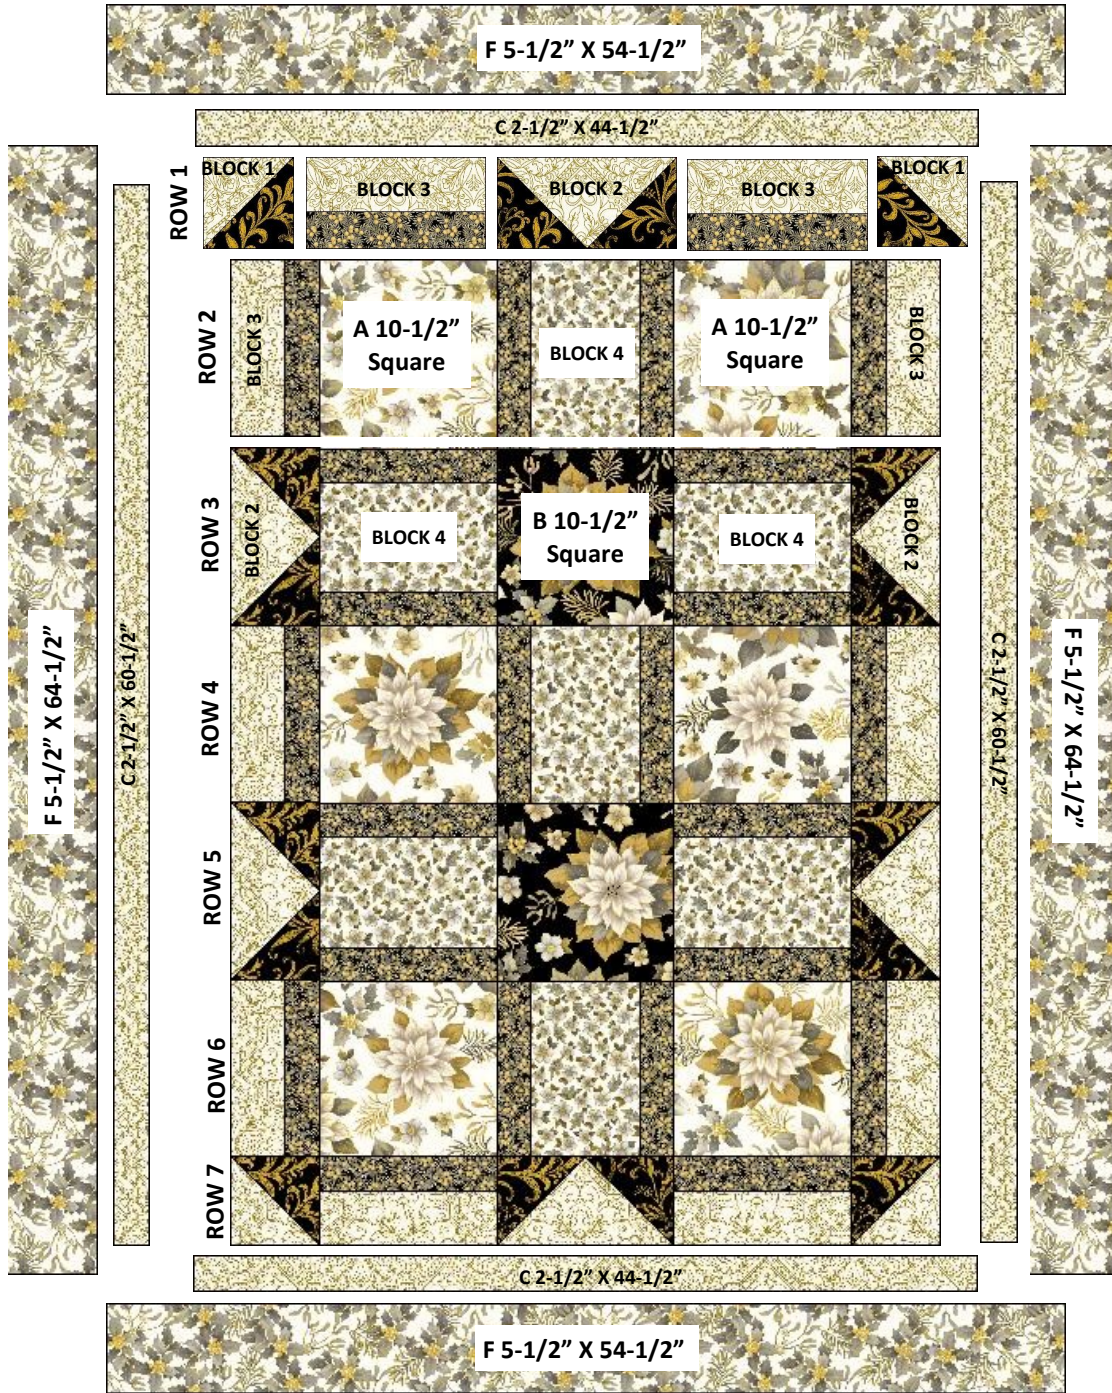 F 5-1/2” X 54-1/2”
C 2-1/2” X 44-1/2”
ROW 1
BLOCK 1
BLOCK 3
BLOCK 2
BLOCK 3
BLOCK 1
ROW 2
BLOCK 3
A 10-1/2”
Square
BLOCK 4
A 10-1/2”
Square
BLOCK 3
ROW 3
BLOCK 2
BLOCK 4
B 10-1/2”
Square
BLOCK 4
BLOCK 2
F 5-1/2” X 64-1/2”
C 2-1/2” X 60-1/2”
ROW 4
C 2-1/2” X 60-1/2”
F 5-1/2” X 64-1/2”
ROW 5
ROW 6
ROW 7
C 2-1/2” X 44-1/2”
F 5-1/2” X 54-1/2”